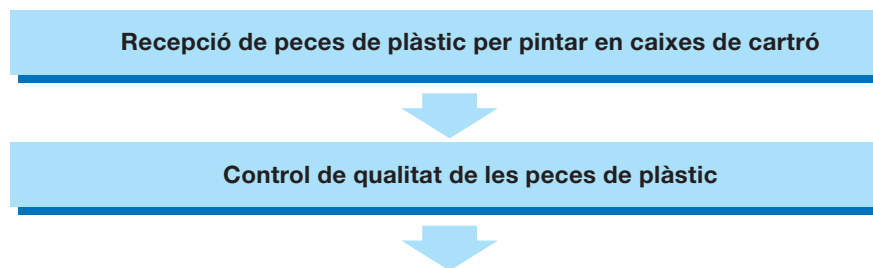 Recepció de peces de plàstic per pintar en caixes de cartró
Control de qualitat de les peces de plàstic